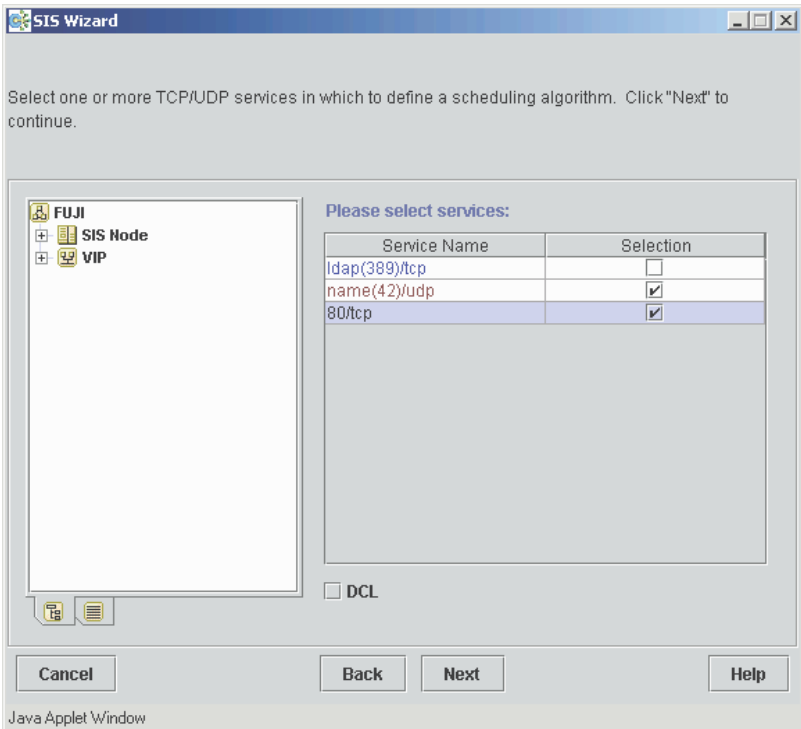 SIS Wizard
Select one or more TCP/UDP services in which to define a scheduling algorithm. Click "Next" to
continue.
FUJI
SIS Node
VIP
Please select services:
Service Name Selection
ldap(389)/tcp
name(42)/udp
80/tcp
DCL
Cancel Back Next Help
Java Applet Window